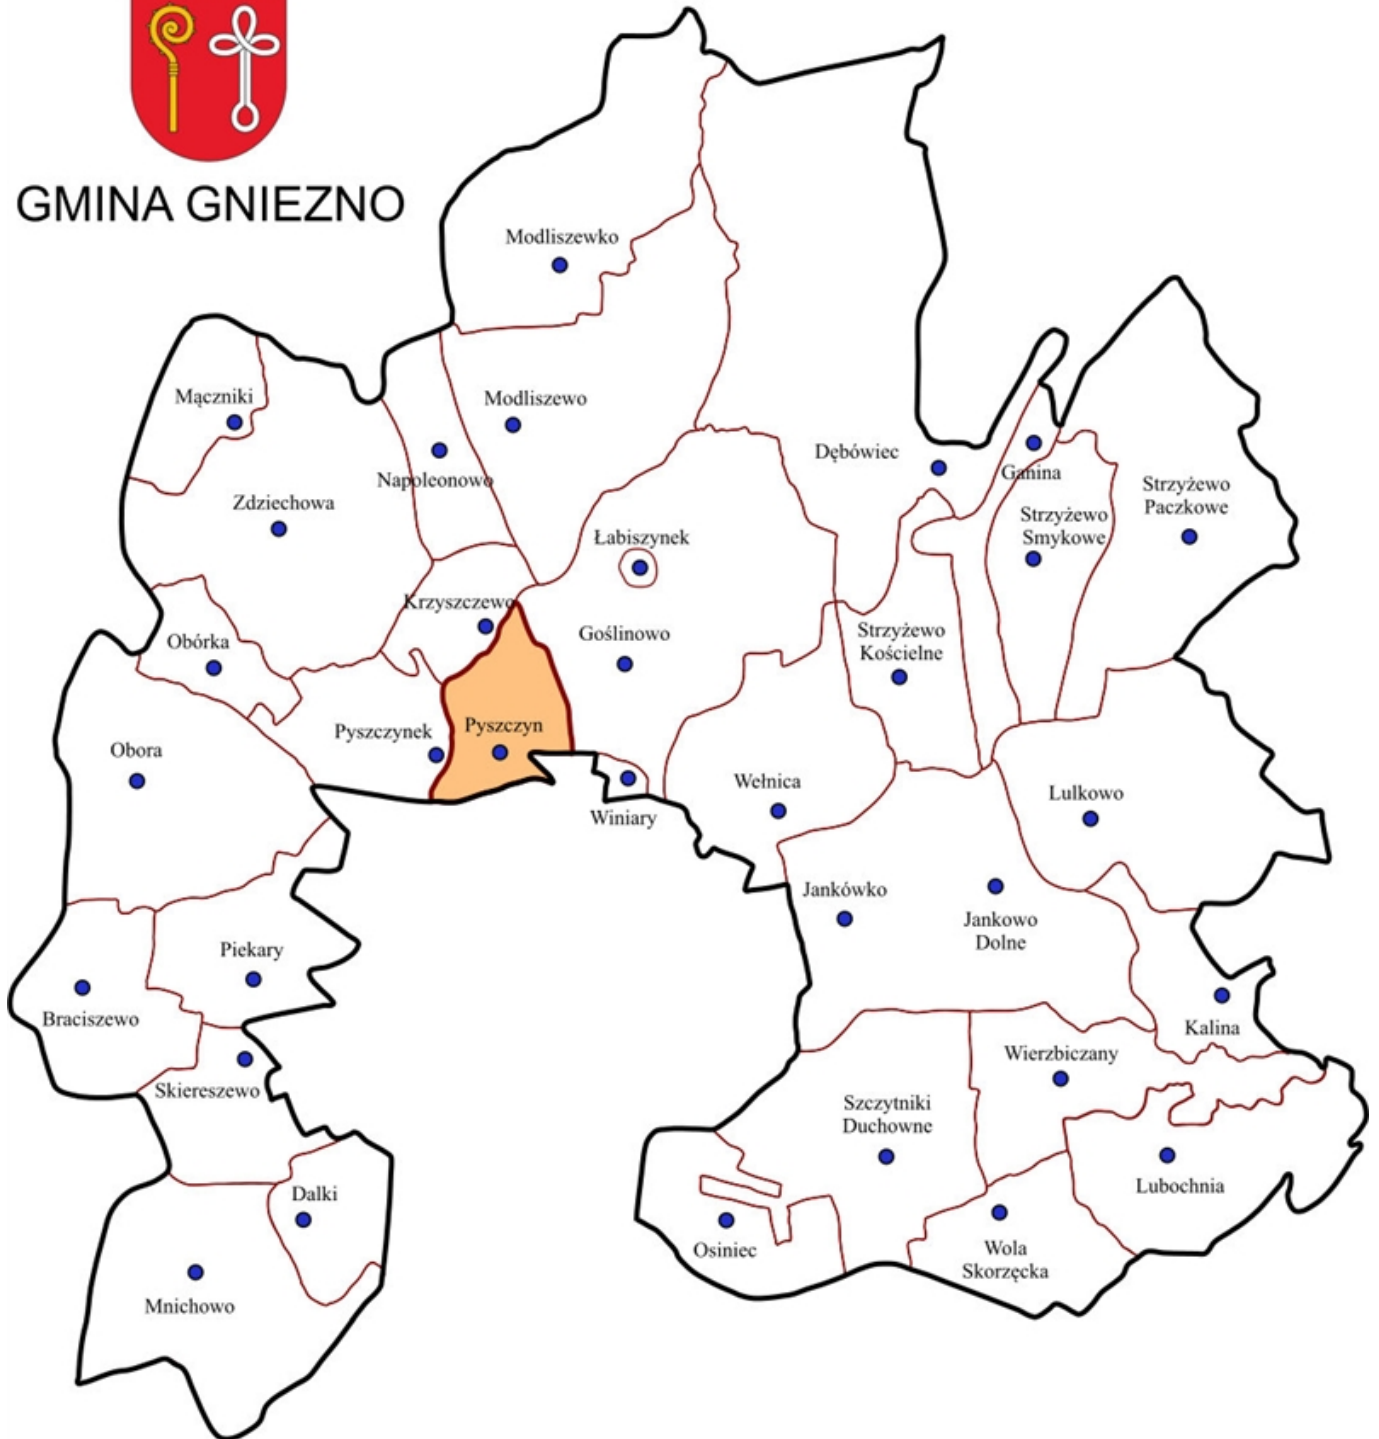 GMINA GNIEZNO
Modliszewko
Mączniki
Modliszewo
Dębówiec
Napoleonowo
Ganina
Zdziechowa
Strzyżewo
Paczkowe
Strzyżewo
Smykowe
Łabiszynek
Krzyszczewo
Obórka
Goślinowo
Strzyżewo
Kościelne
Pyszczynek
Pyszczyn
Obora
Wełnica
Winiary
Lulkowo
Jankówko
Jankowo
Dolne
Piekary
Braciszewo
Kalina
Wierzbiczany
Skiereszewo
Szczytniki
Duchowne
Dalki
Lubochnia
Osiniec
Wola
Skorzęcka
Mnichowo